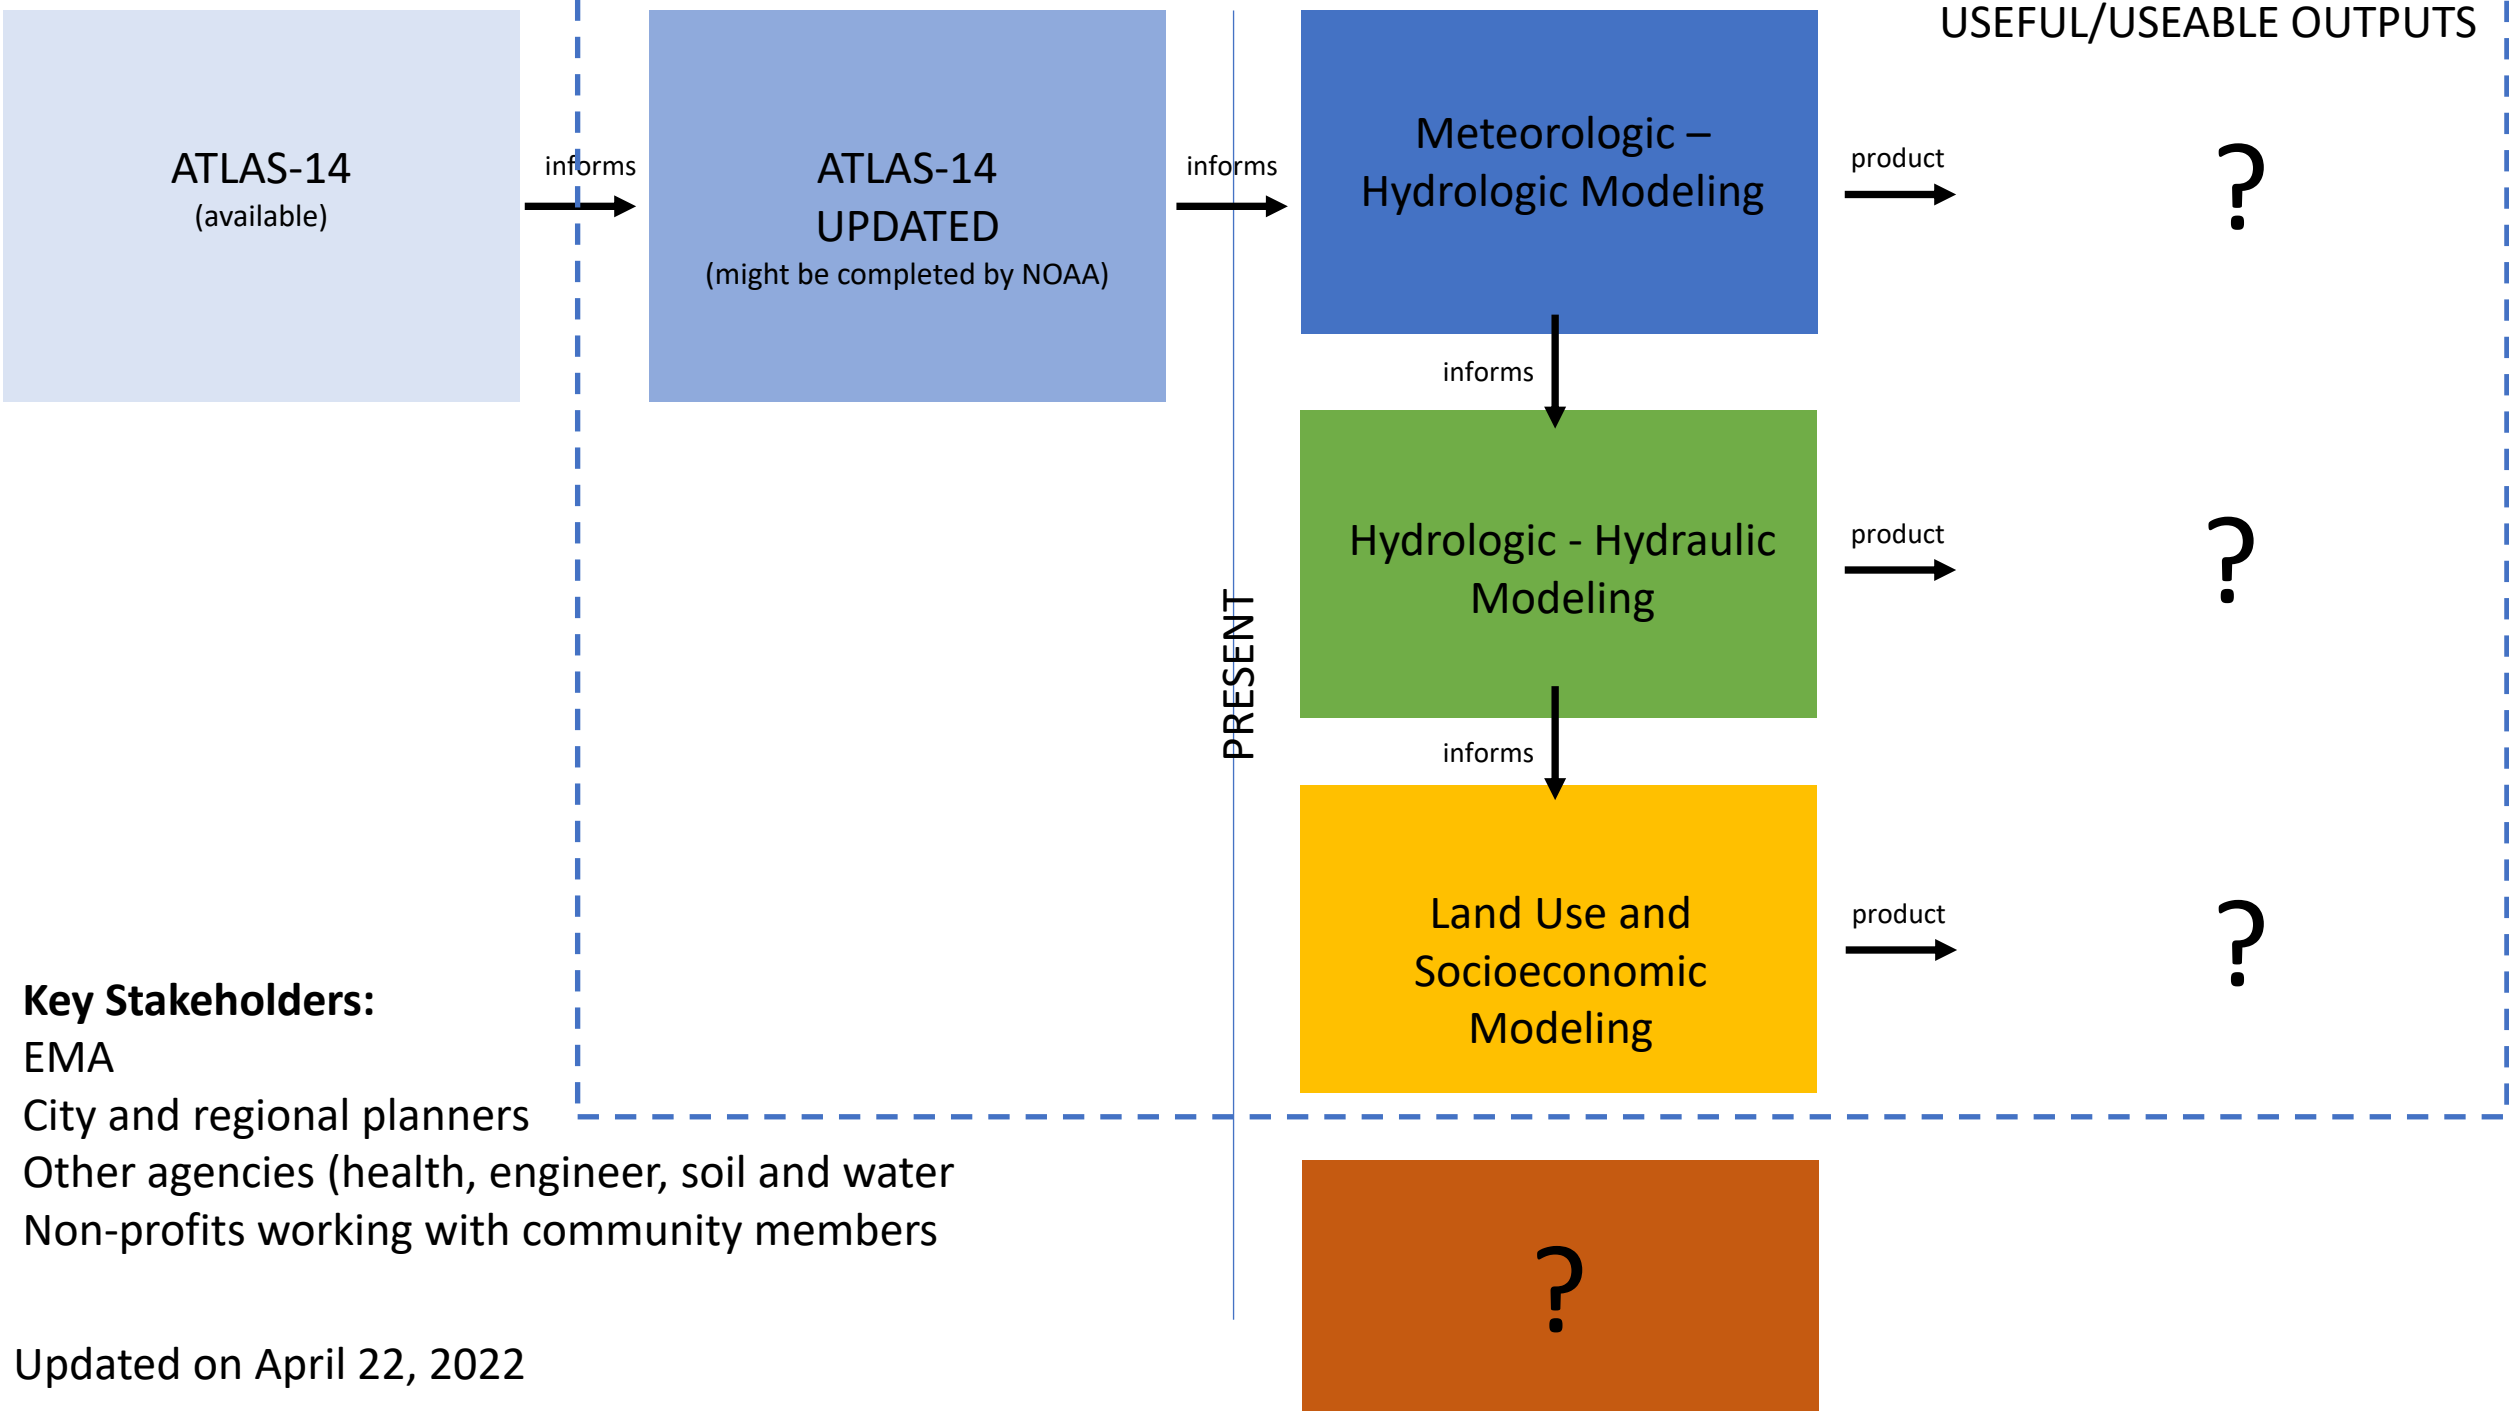 USEFUL/USEABLE OUTPUTS
ATLAS-14
(available)
informs
ATLAS-14
UPDATED
(might be completed by NOAA)
informs
Meteorologic –
Hydrologic Modeling
product
?
informs
Hydrologic - Hydraulic
Modeling
product
?
PRESENT
informs
Land Use and
Socioeconomic
Modeling
product
?
Key Stakeholders:
EMA
City and regional planners
Other agencies (health, engineer, soil and water
Non-profits working with community members
?
Updated on April 22, 2022